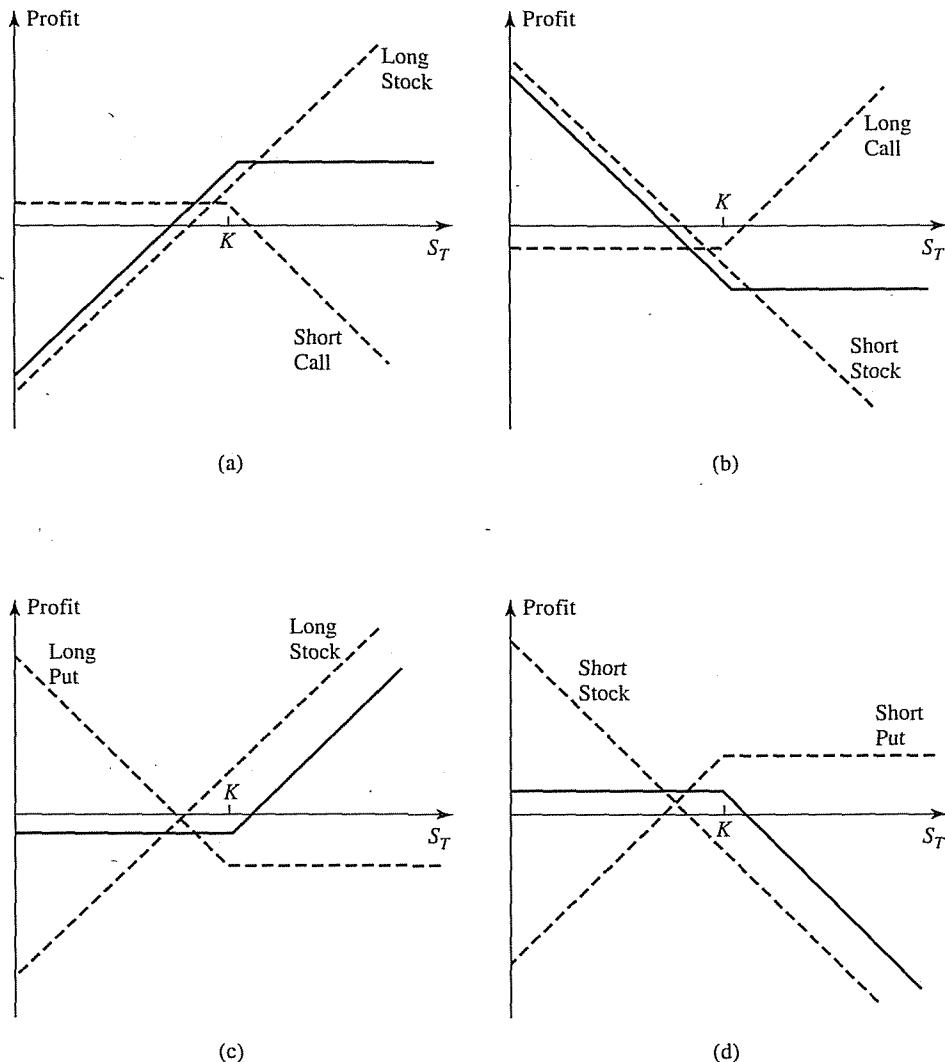 Profit
Long
Stock
K
S_T
Short
Call
(a)
Profit
Long
Call
K
S_T
Short
Stock
(b)
Profit
Long
Put
Long
Stock
K
S_T
(c)
Profit
Short
Stock
Short
Put
K
S_T
(d)